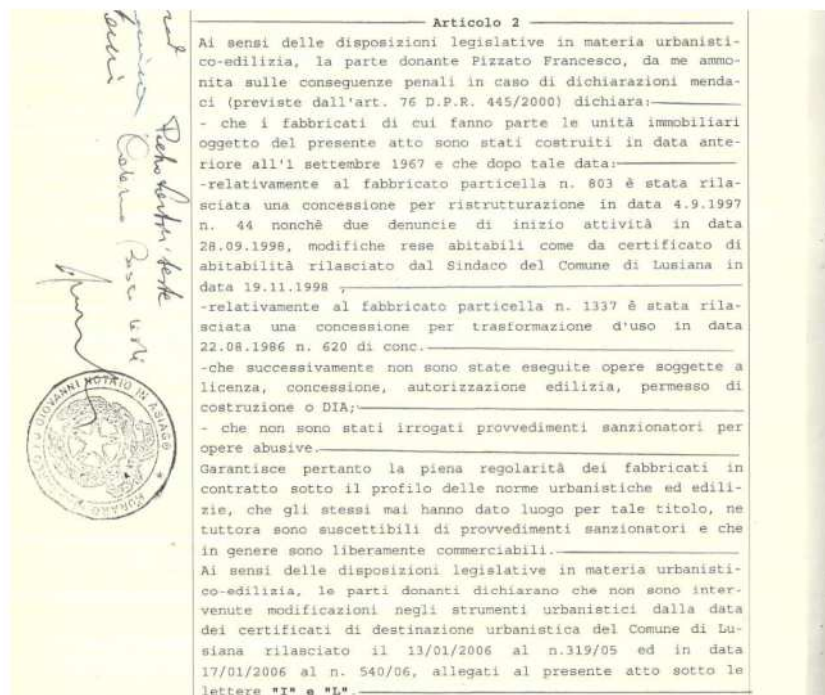 Articolo 2
Ai sensi delle disposizioni legislative in materia urbanisti-
co-edilizia, la parte donante Pizzato Francesco, da me ammo-
nita sulle conseguenze penali in caso di dichiarazioni menda-
ci (previste dall'art. 76 D.P.R. 445/2000) dichiara:
- che i fabbricati di cui fanno parte le unità immobiliari
oggetto del presente atto sono stati costruiti in data ante-
riore all'1 settembre 1967 e che dopo tale data:
-relativamente al fabbricato particella n. 803 è stata rila-
sciata una concessione per ristrutturazione in data 4.9.1997
n. 44 nonchè due denuncie di inizio attività in data
28.09.1998, modifiche rese abitabili come da certificato di
abitabilità rilasciato dal Sindaco del Comune di Lusiana in
data 19.11.1998 ,
-relativamente al fabbricato particella n. 1337 è stata rila-
sciata una concessione per trasformazione d'uso in data
22.08.1986 n. 620 di conc.
-che successivamente non sono state eseguite opere soggette a
licenza, concessione, autorizzazione edilizia, permesso di
costruzione o DIA;
- che non sono stati irrogati provvedimenti sanzionatori per
opere abusive.
Garantisce pertanto la piena regolarità dei fabbricati in
contratto sotto il profilo delle norme urbanistiche ed edili-
zie, che gli stessi mai hanno dato luogo per tale titolo, ne
tuttora sono suscettibili di provvedimenti sanzionatori e che
in genere sono liberamente commerciabili.
Ai sensi delle disposizioni legislative in materia urbanisti-
co-edilizia, le parti donanti dichiarano che non sono inter-
venute modificazioni negli strumenti urbanistici dalla data
dei certificati di destinazione urbanistica del Comune di Lu-
siana rilasciato il 13/01/2006 al n.319/05 ed in data
17/01/2006 al n. 540/06, allegati al presente atto sotto le
lettere "I" e "L".
GIOVANNI NOTAIO IN ASIAGO